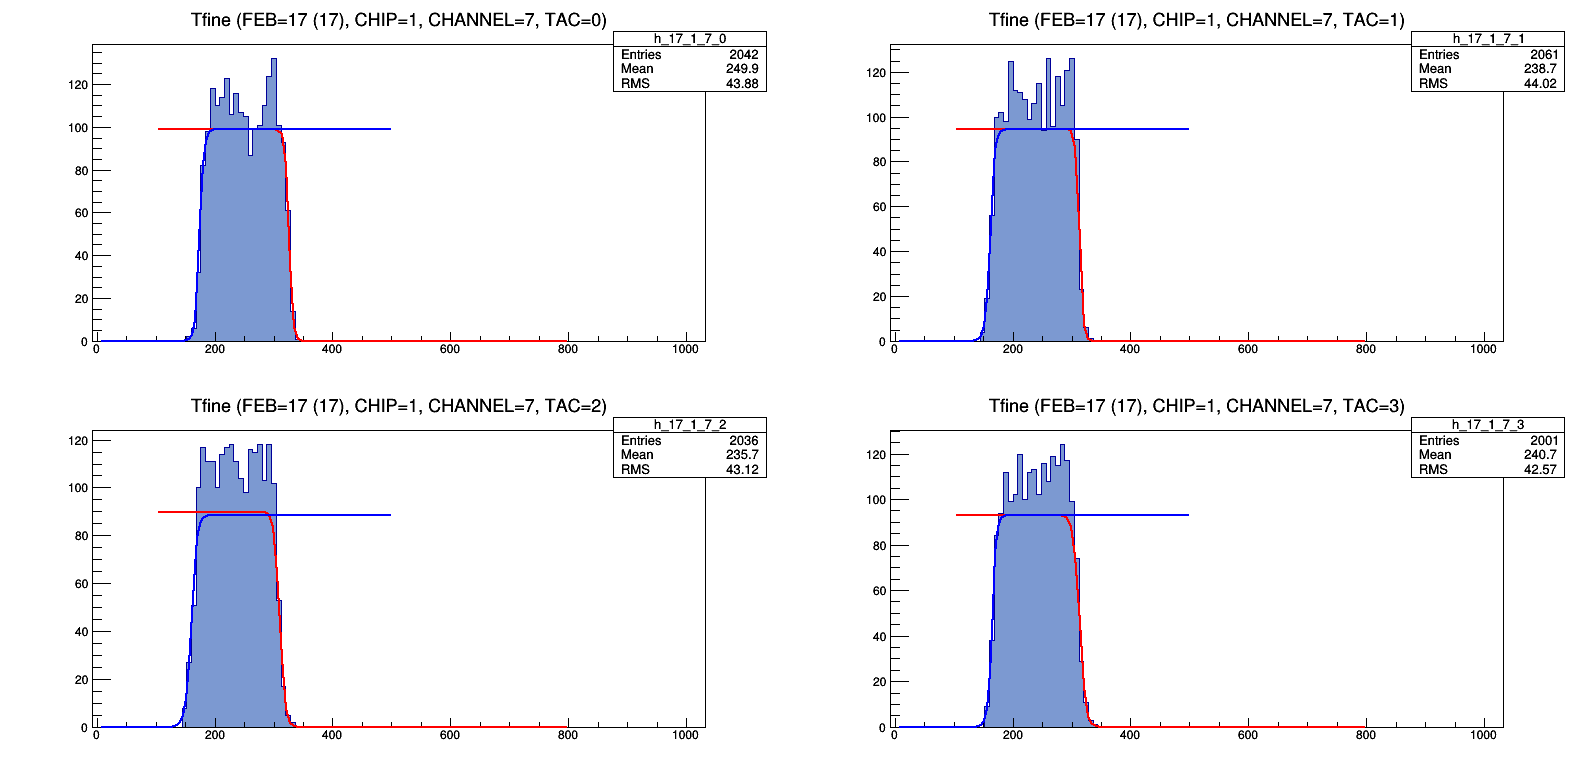 Tfine (FEB=17 (17), CHIP=1, CHANNEL=7, TAC=0)
h_17_1_7_0
Entries 2042
Mean 249.9
RMS 43.88
120
100
80
60
40
20
0
0 200 400 600 800 1000
Tfine (FEB=17 (17), CHIP=1, CHANNEL=7, TAC=1)
h_17_1_7_1
Entries 2061
Mean 238.7
RMS 44.02
120
100
80
60
40
20
0
0 200 400 600 800 1000
Tfine (FEB=17 (17), CHIP=1, CHANNEL=7, TAC=2)
h_17_1_7_2
Entries 2036
Mean 235.7
RMS 43.12
120
100
80
60
40
20
0
0 200 400 600 800 1000
Tfine (FEB=17 (17), CHIP=1, CHANNEL=7, TAC=3)
h_17_1_7_3
Entries 2001
Mean 240.7
RMS 42.57
120
100
80
60
40
20
0
0 200 400 600 800 1000